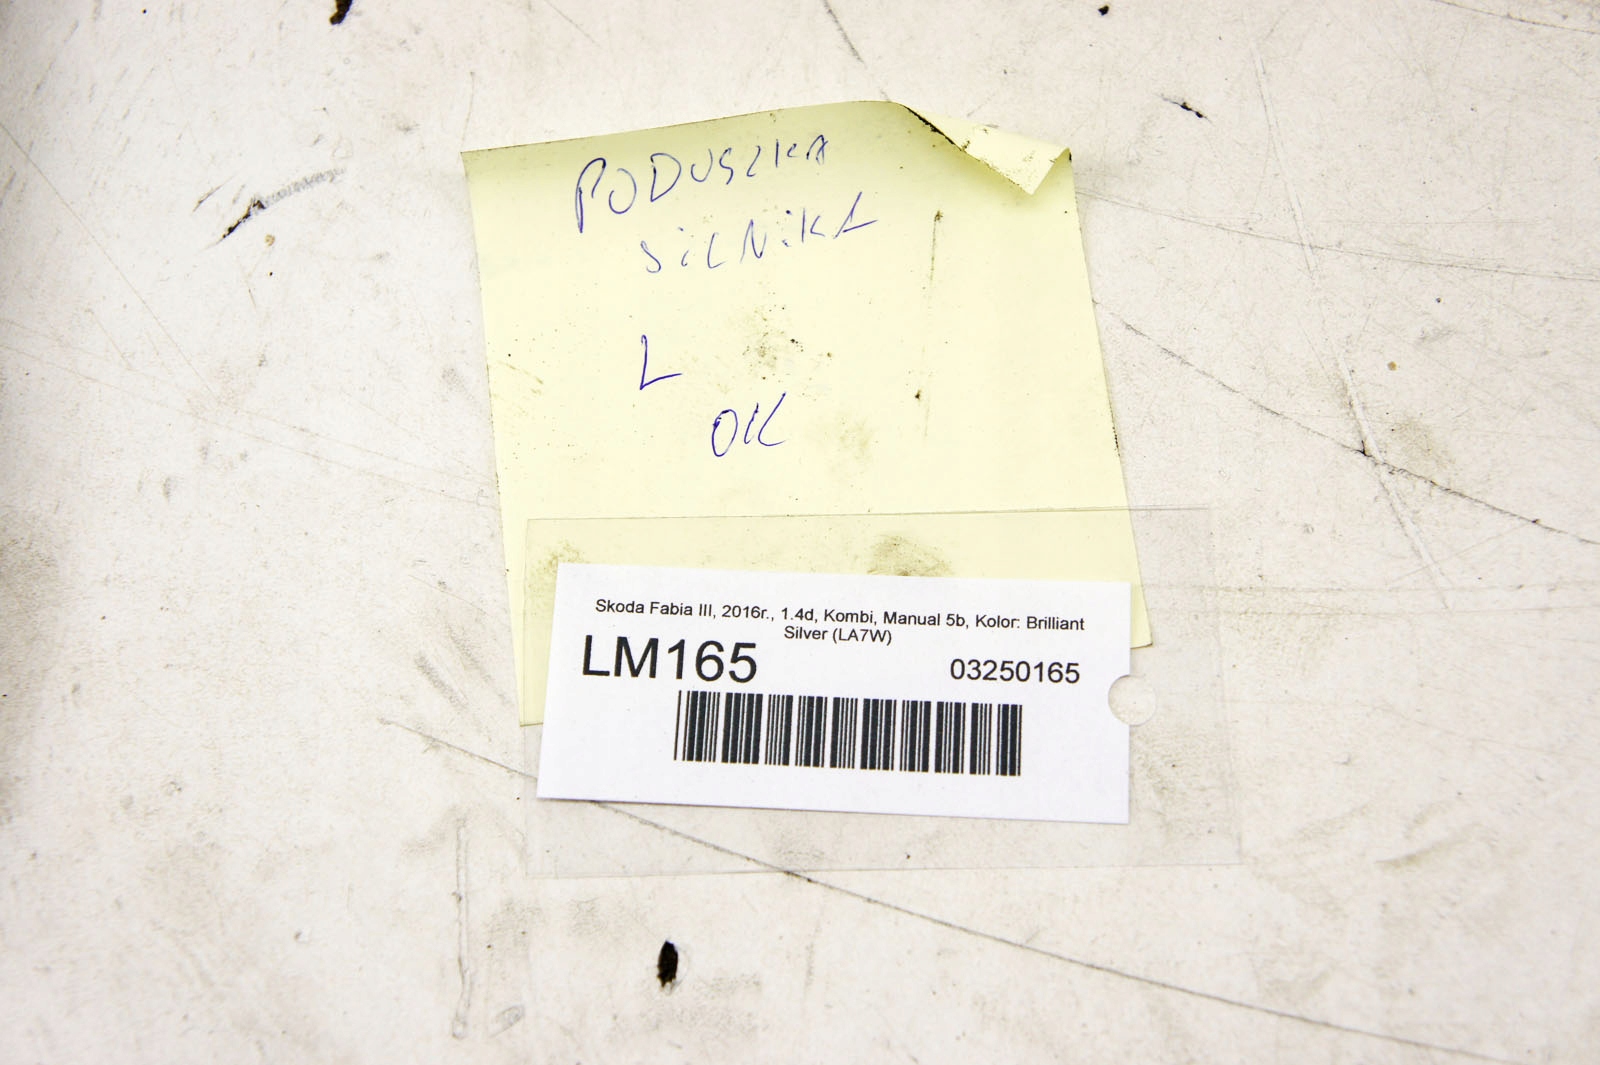 PODUSZKA
SiLNiKA
L
OK
Skoda Fabia III, 2016r., 1.4d, Kombi, Manual 5b, Kolor: Brilliant
Silver (LA7W)
LM165 03250165